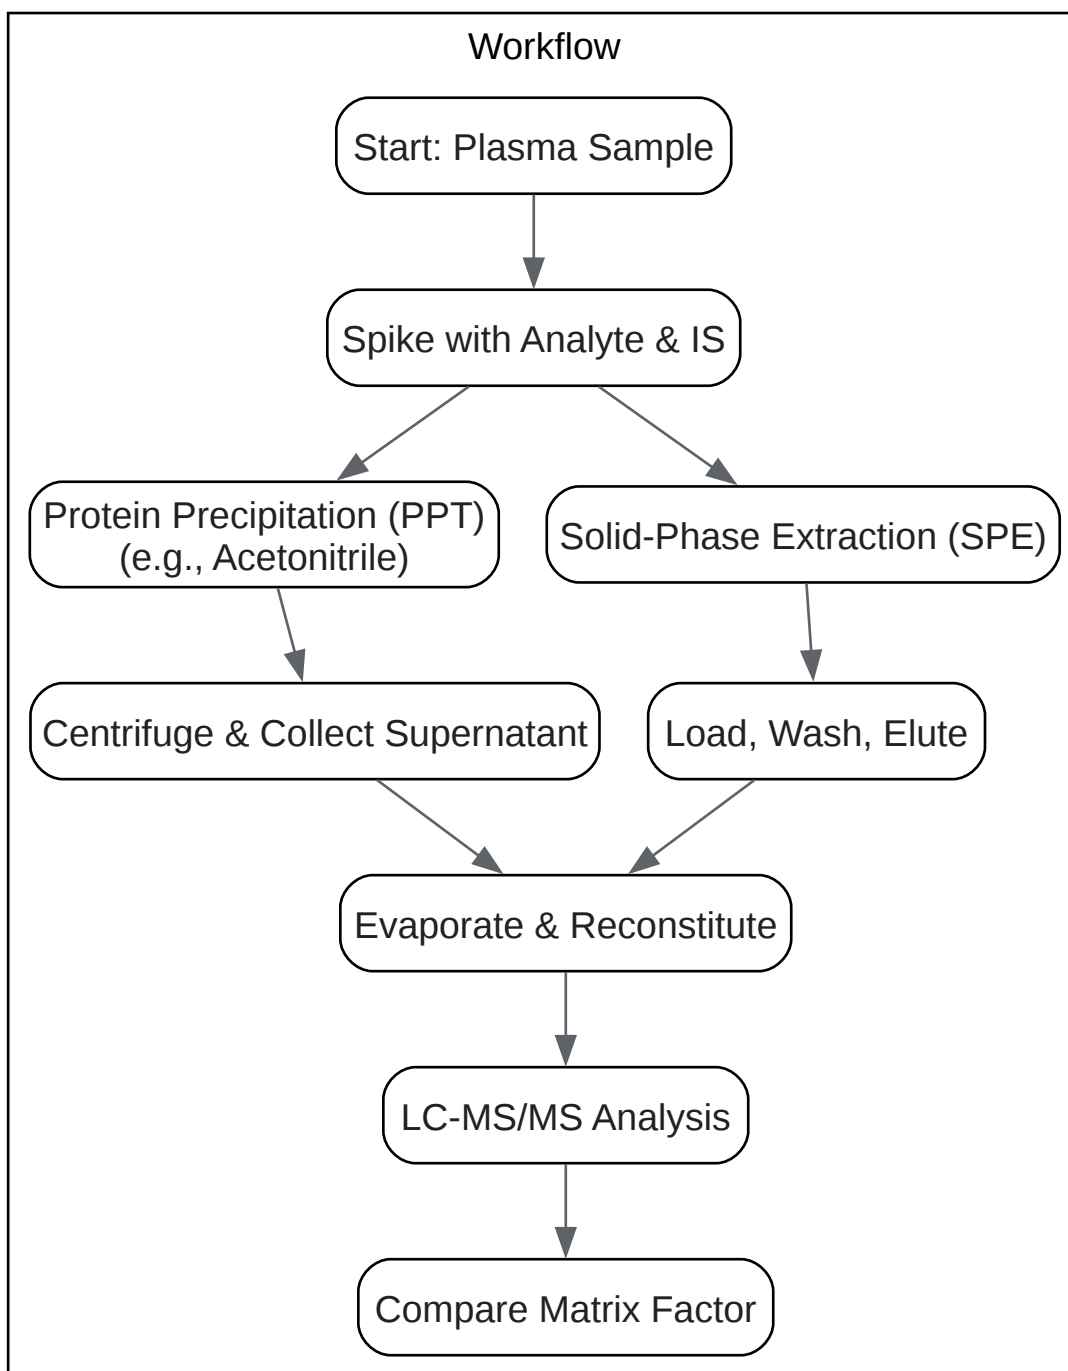 Workflow
Start: Plasma Sample
Spike with Analyte & IS
Protein Precipitation (PPT)
(e.g., Acetonitrile)
Solid-Phase Extraction (SPE)
Centrifuge & Collect Supernatant
Load, Wash, Elute
Evaporate & Reconstitute
LC-MS/MS Analysis
Compare Matrix Factor